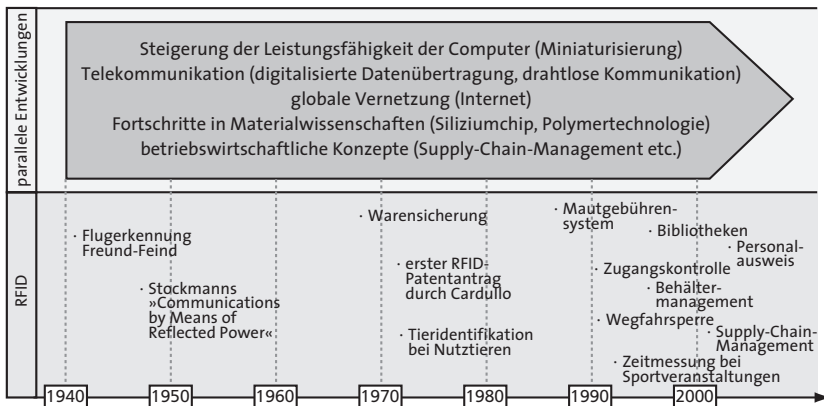 parallele Entwicklungen
Steigerung der Leistungsfähigkeit der Computer (Miniaturisierung)
Telekommunikation (digitalisierte Datenübertragung, drahtlose Kommunikation)
globale Vernetzung (Internet)
Fortschritte in Materialwissenschaften (Siliziumchip, Polymertechnologie)
betriebswirtschaftliche Konzepte (Supply-Chain-Management etc.)
RFID
· Flugerkennung
Freund-Feind
· Stockmanns
»Communications
by Means of
Reflected Power«
· Warensicherung
· erster RFID-
Patentantrag
durch Cardullo
· Tieridentifikation
bei Nutztieren
· Mautgebühren-
system
· Bibliotheken
· Personal-
ausweis
· Zugangskontrolle
· Behälter-
management
· Wegfahrsperre
· Supply-Chain-
Management
· Zeitmessung bei
Sportveranstaltungen
1940 1950 1960 1970 1980 1990 2000